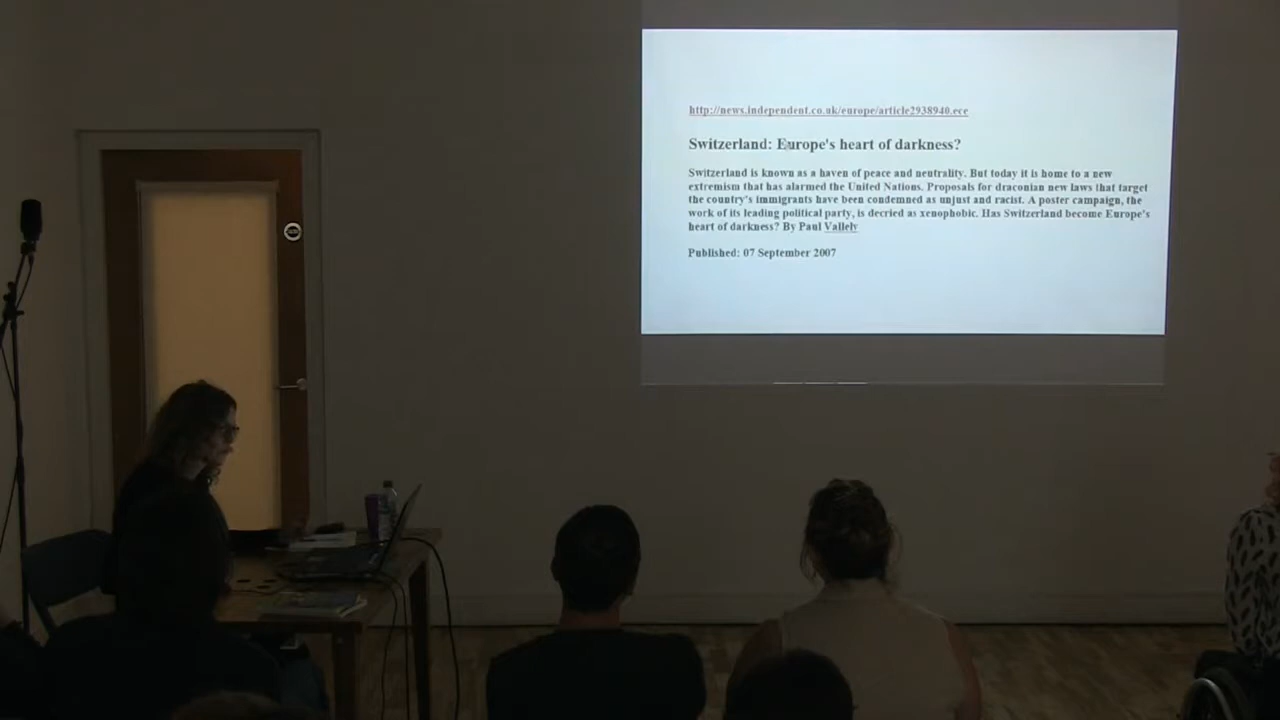 http://news.independent.co.uk/europe/article2938940.ece
Switzerland: Europe's heart of darkness?
Switzerland is known as a haven of peace and neutrality. But today it is home to a new
extremism that has alarmed the United Nations. Proposals for draconian new laws that target
the country's immigrants have been condemned as unjust and racist. A poster campaign, the
work of its leading political party, is decried as xenophobic. Has Switzerland become Europe's
heart of darkness? By Paul Vallely
Published: 07 September 2007